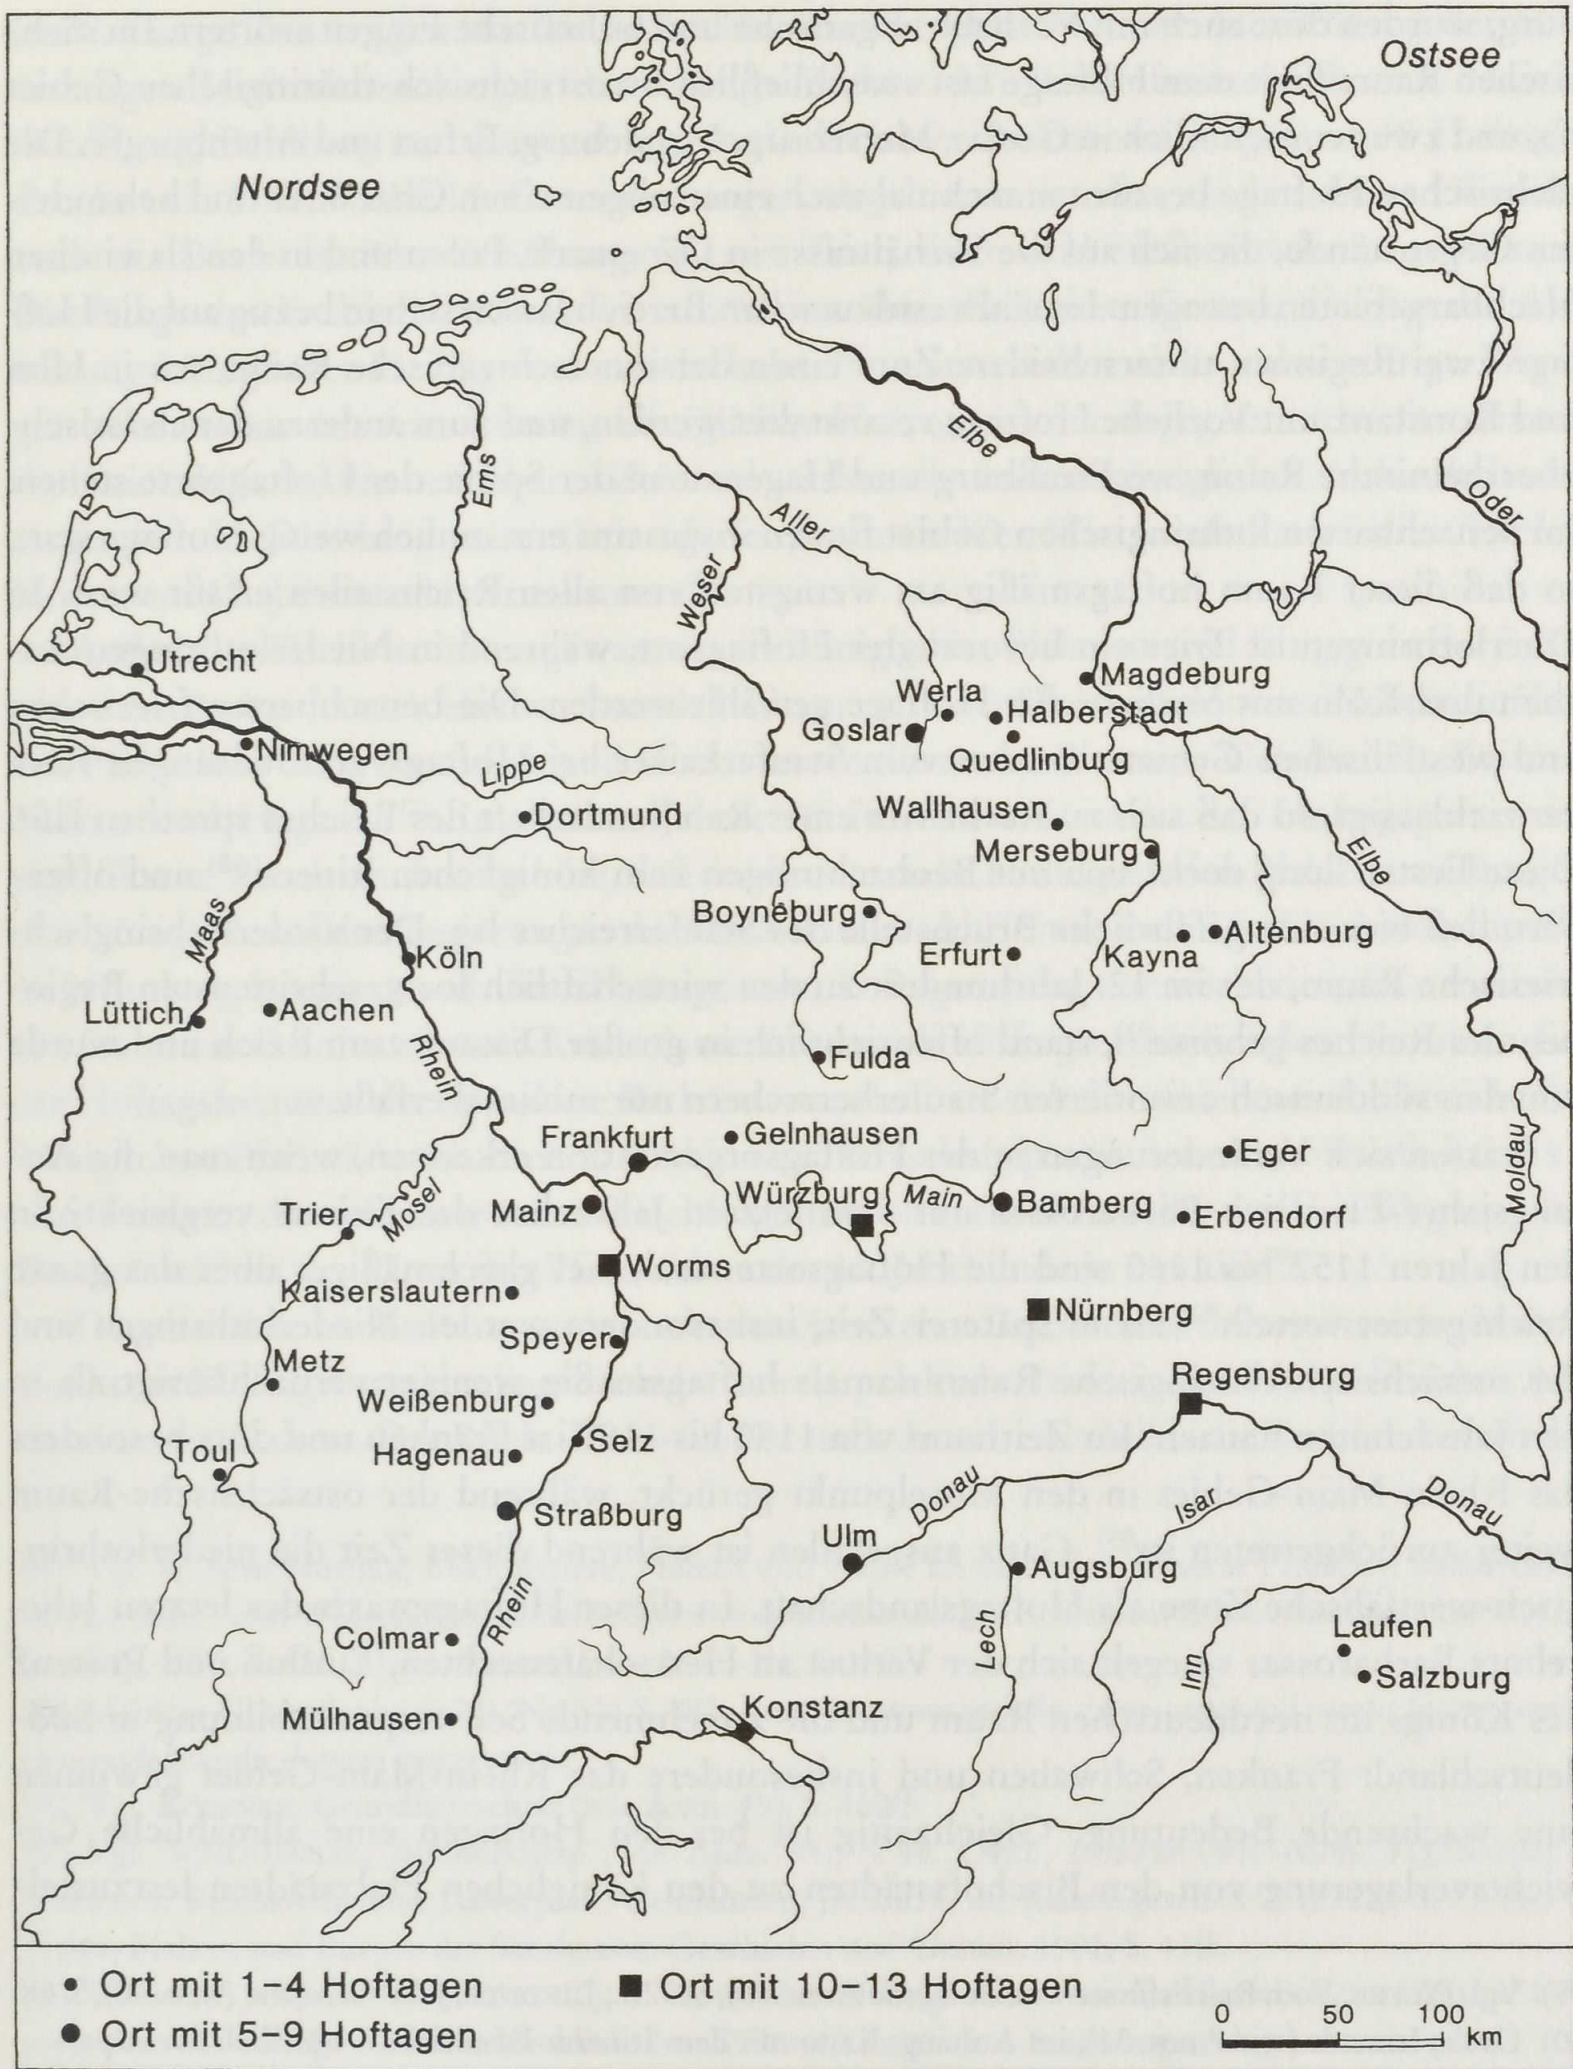 Ostsee
Nordsee
Elbe
Ems
Oder
Aller
Weser
Utrecht
Magdeburg
Werla
Halberstadt
Goslar
Nimwegen
Quedlinburg
Lippe
Dortmund
Wallhausen
Merseburg
Elbe
Boyneburg
Maas
Altenburg
Erfurt
Kayna
Köln
Lüttich
Aachen
Rhein
Fulda
Frankfurt
Gelnhausen
Eger
Moldau
Würzburg
Main
Bamberg
Mosel
Trier
Mainz
Erbendorf
Worms
Kaiserslautern
Nürnberg
Speyer
Metz
Regensburg
Weißenburg
Selz
Toul
Hagenau
Donau
Isar
Donau
Straßburg
Ulm
Augsburg
Rhein
Lech
Laufen
Colmar
Inn
Salzburg
Konstanz
Mülhausen
Ort mit 1–4 Hoftagen
Ort mit 10–13 Hoftagen
Ort mit 5–9 Hoftagen
0 50 100
km